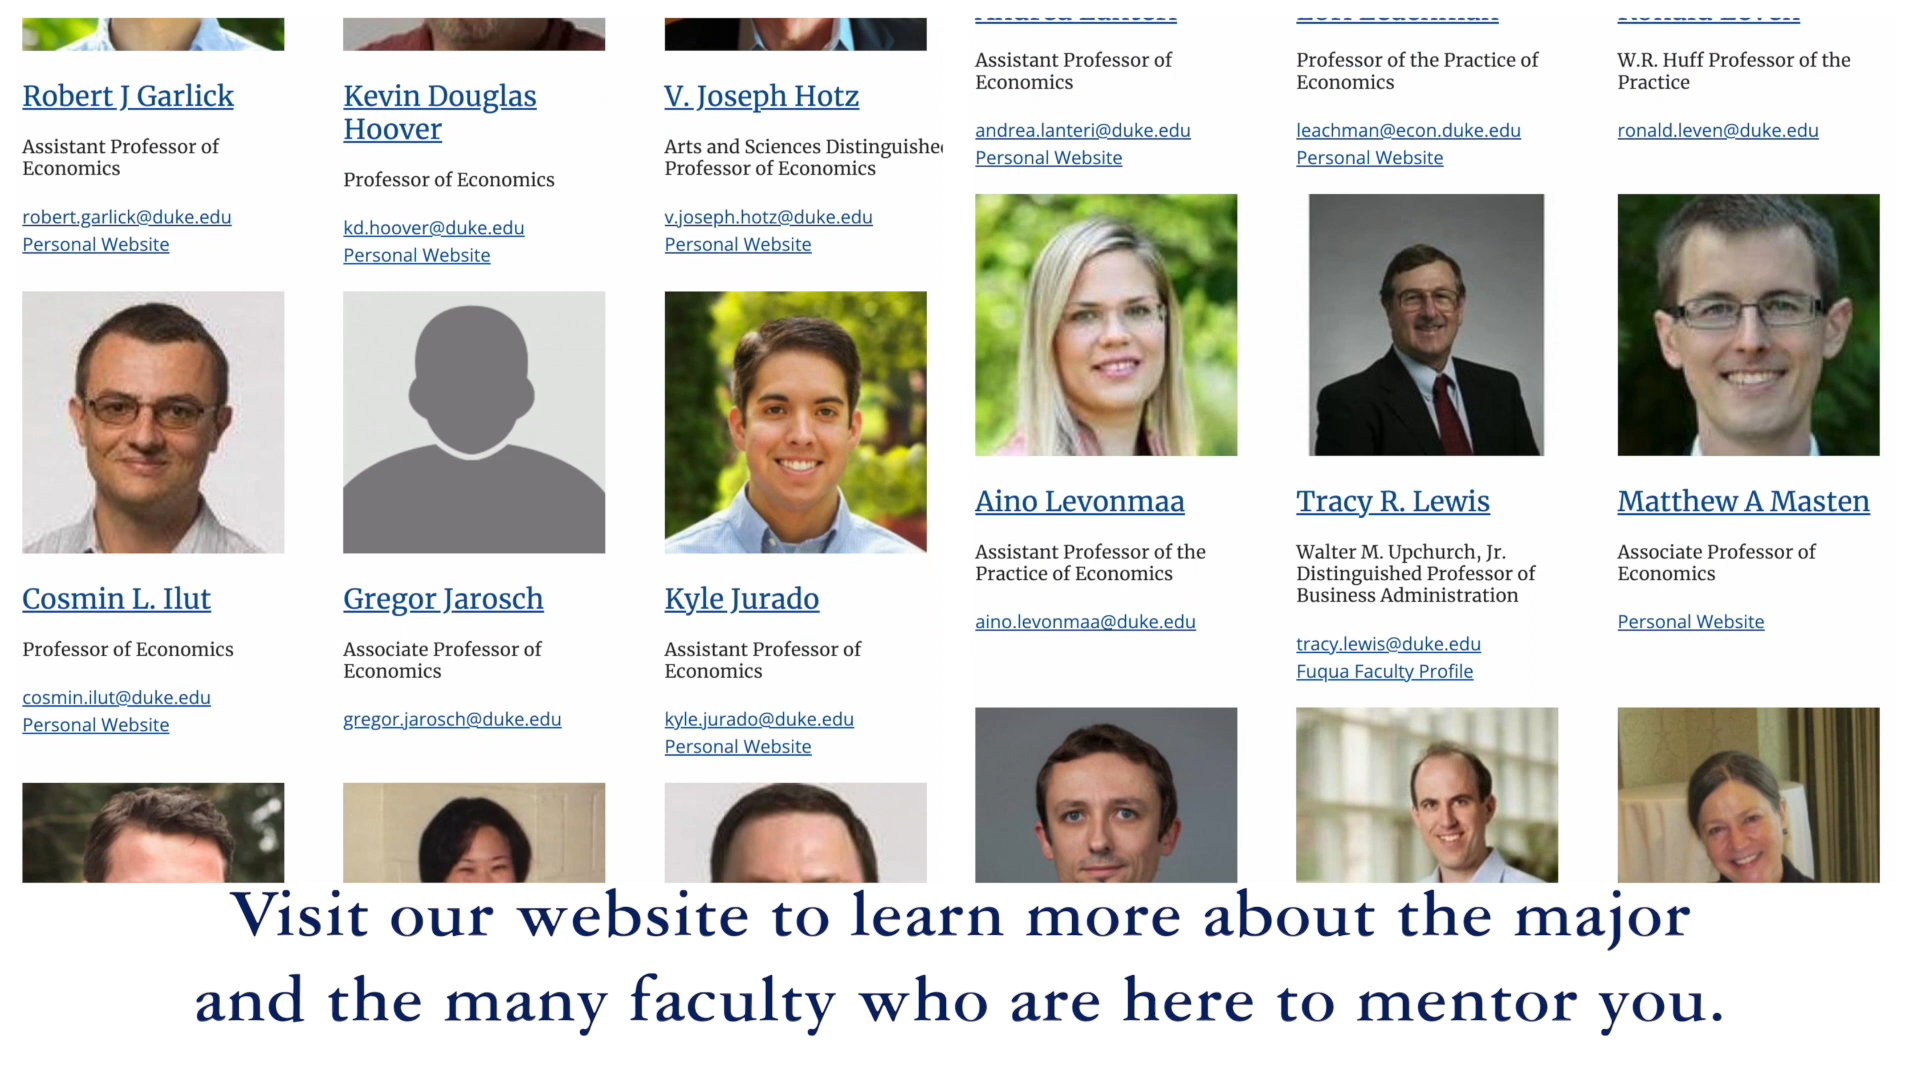 Robert J Garlick
Assistant Professor of
Economics
robert.garlick@duke.edu
Personal Website
Kevin Douglas
Hoover
Professor of Economics
kd.hoover@duke.edu
Personal Website
V. Joseph Hotz
Arts and Sciences Distinguished
Professor of Economics
v.joseph.hotz@duke.edu
Personal Website
Cosmin L. Ilut
Professor of Economics
cosmin.ilut@duke.edu
Personal Website
Gregor Jarosch
Associate Professor of
Economics
gregor.jarosch@duke.edu
Kyle Jurado
Assistant Professor of
Economics
kyle.jurado@duke.edu
Personal Website
Assistant Professor of
Economics
andrea.lanteri@duke.edu
Personal Website
Professor of the Practice of
Economics
leachman@econ.duke.edu
Personal Website
W.R. Huff Professor of the
Practice
ronald.leven@duke.edu
Aino Levonmaa
Assistant Professor of the
Practice of Economics
aino.levonmaa@duke.edu
Tracy R. Lewis
Walter M. Upchurch, Jr.
Distinguished Professor of
Business Administration
tracy.lewis@duke.edu
Fuqua Faculty Profile
Matthew A Masten
Associate Professor of
Economics
Personal Website
Visit our website to learn more about the major
and the many faculty who are here to mentor you.